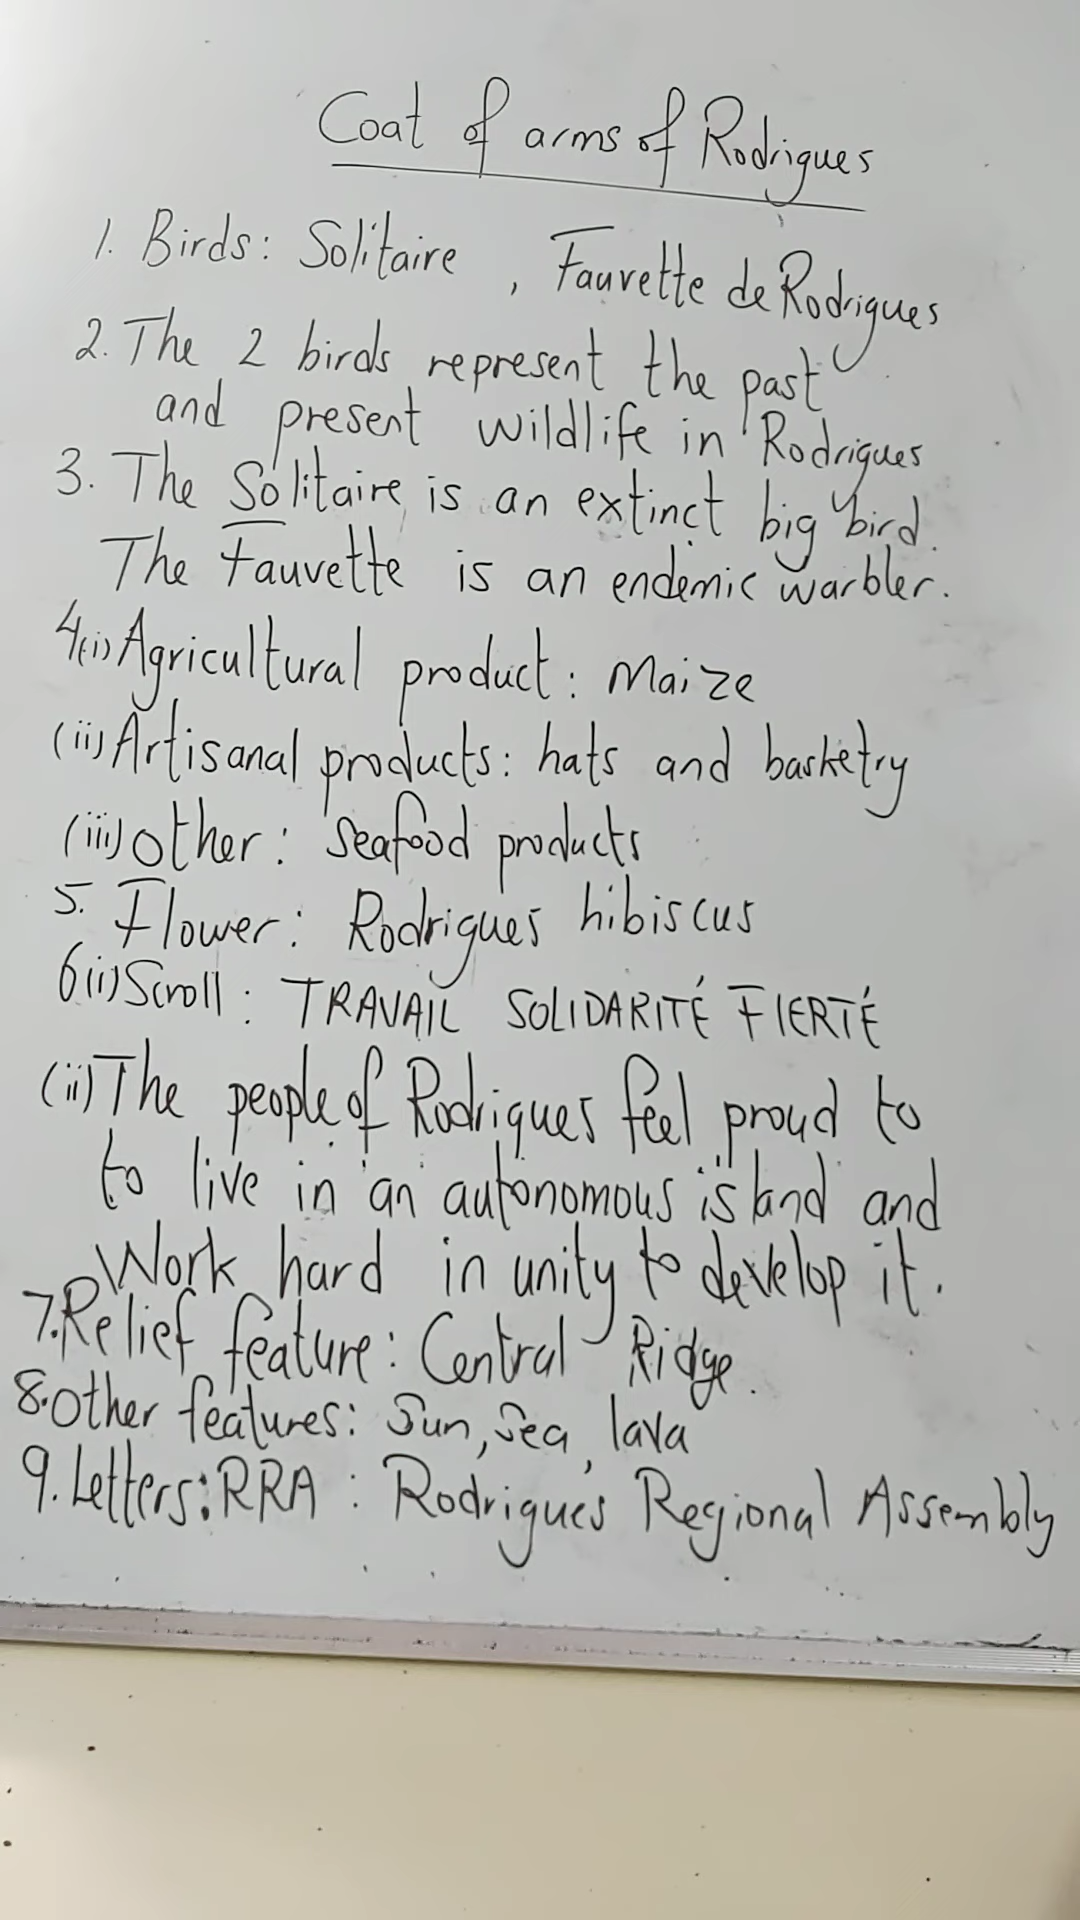 Coat of arms of Rodrigues
1. Birds: Solitaire , Fauvette de Rodrigues
2. The 2 birds represent the past
and present wildlife in Rodrigues
3. The Solitaire is an extinct big bird.
The Fauvette is an endemic warbler.
4(i) Agricultural product: Maize
(ii) Artisanal products: hats and basketry
(iii) other: seafood products
5. Flower: Rodrigues hibiscus
6(i) Scroll: TRAVAIL SOLIDARITÉ FIERTÉ
(ii) The people of Rodrigues feel proud to
to live in an autonomous island and
Work hard in unity to develop it.
7. Relief feature: Central Ridge.
8. Other features: Sun, sea, lava
9. Letters: RRA : Rodrigues Regional Assembly